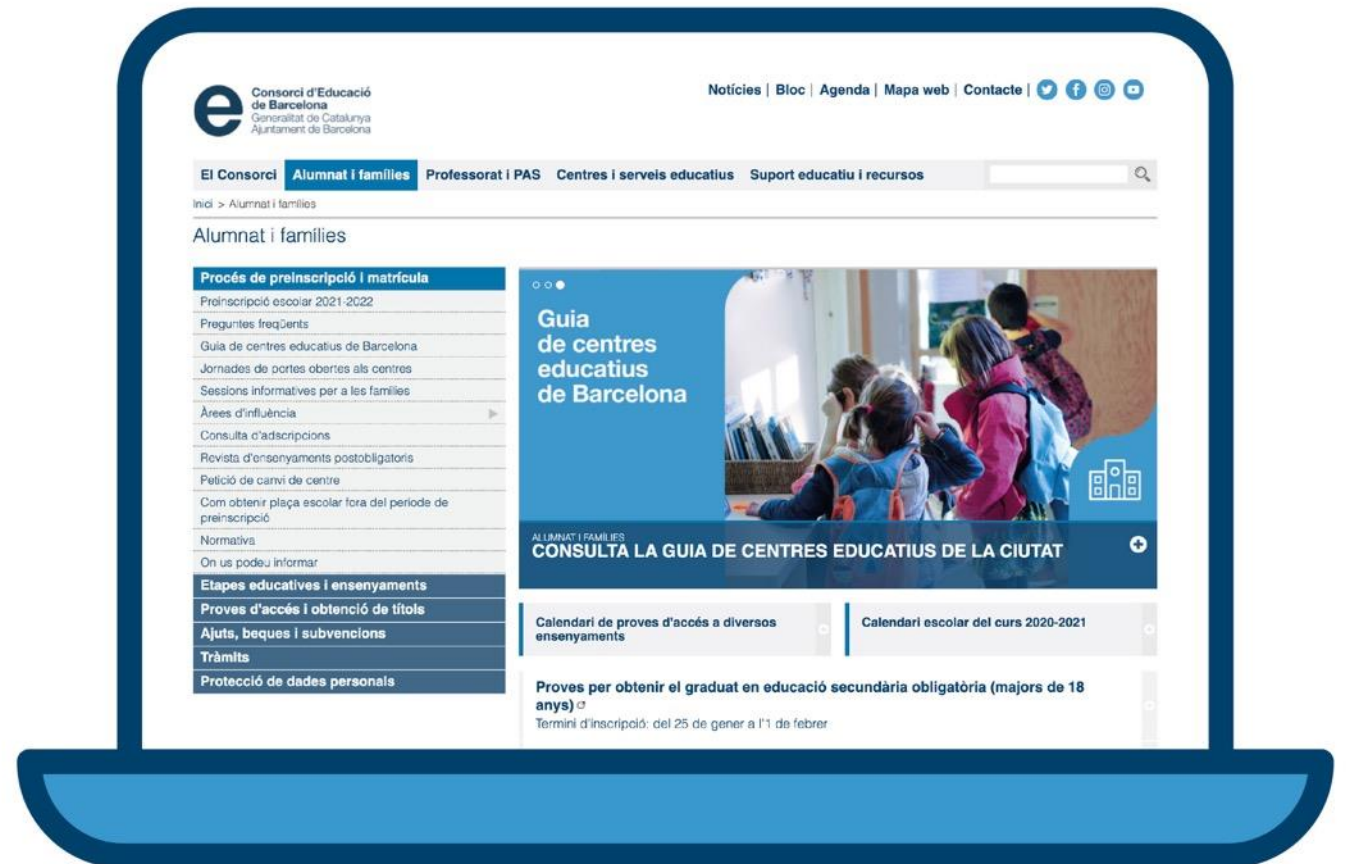 Consorci d'Educació
de Barcelona
Generalitat de Catalunya
Ajuntament de Barcelona
Notícies | Bloc | Agenda | Mapa web | Contacte |
El Consorci Alumnat i famílies Professorat i PAS Centres i serveis educatius Suport educatiu i recursos
Inici > Alumnat i famílies
Alumnat i famílies
Procés de preinscripció i matrícula
Preinscripció escolar 2021-2022
Preguntes freqüents
Guia de centres educatius de Barcelona
Jornades de portes obertes als centres
Sessions informatives per a les famílies
Àrees d'influència
Consulta d'adscripcions
Revista d'ensenyaments postobligatoris
Petició de canvi de centre
Com obtenir plaça escolar fora del període de
preinscripció
Normativa
On us podeu informar
Etapes educatives i ensenyaments
Proves d'accés i obtenció de títols
Ajuts, beques i subvencions
Tràmits
Protecció de dades personals
Guia
de centres
educatius
de Barcelona
ALUMNAT I FAMÍLIES
CONSULTA LA GUIA DE CENTRES EDUCATIUS DE LA CIUTAT
Calendari de proves d'accés a diversos
ensenyaments
Calendari escolar del curs 2020-2021
Proves per obtenir el graduat en educació secundària obligatòria (majors de 18
anys)
Termini d'inscripció: del 25 de gener a l'1 de febrer